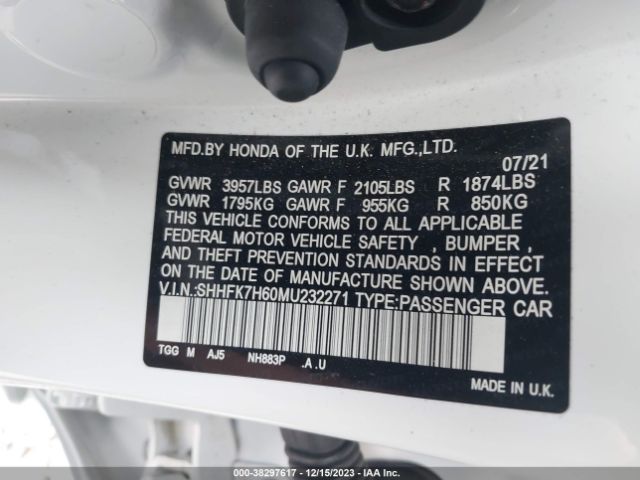 MFD.BY HONDA OF THE U.K. MFG.,LTD.
07/21
GVWR 3957LBS GAWR F 2105LBS R 1874LBS
GVWR 1795KG GAWR F 955KG R 850KG
THIS VEHICLE CONFORMS TO ALL APPLICABLE
FEDERAL MOTOR VEHICLE SAFETY , BUMPER ,
AND THEFT PREVENTION STANDARDS IN EFFECT
ON THE DATE OF MANUFACTURE SHOWN ABOVE.
V.I.N.:SHHFK7H60MU232271 TYPE:PASSENGER CAR
TGG M AJ5 NH883P .A .U
MADE IN U.K.
000-38297617 - 12/15/2023 - IAA Inc.